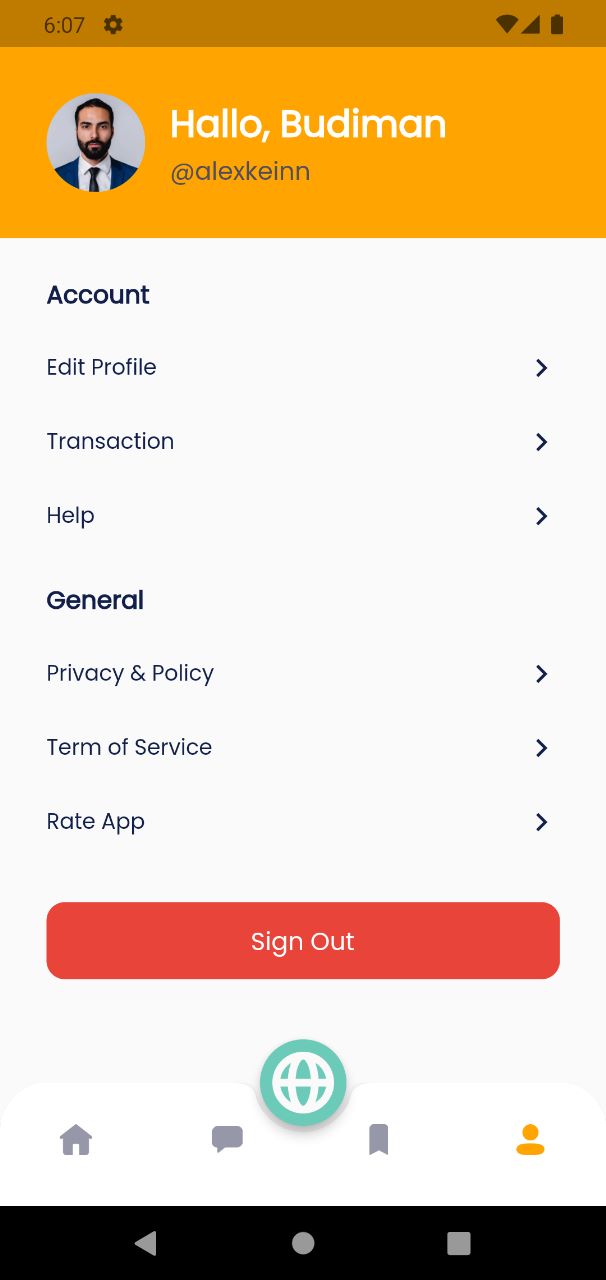 6:07
Hallo, Budiman
@alexkeinn
Account
Edit Profile
Transaction
Help
General
Privacy & Policy
Term of Service
Rate App
Sign Out